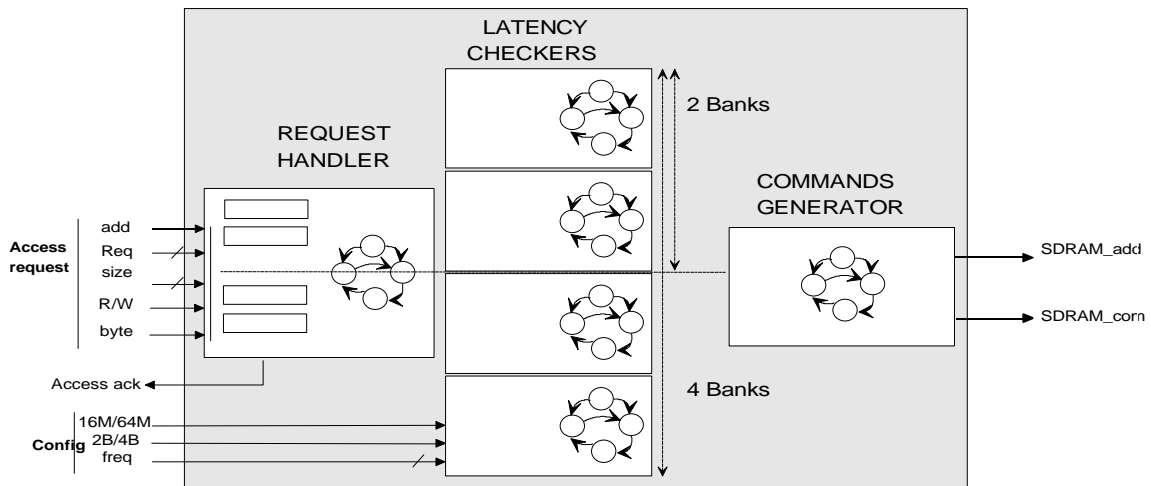 LATENCY
CHECKERS
2 Banks
REQUEST
HANDLER
COMMANDS
GENERATOR
Access
request
add
Req
size
R/W
byte
SDRAM_add
SDRAM_com
Access ack
4 Banks
Config
16M/64M
2B/4B
freq